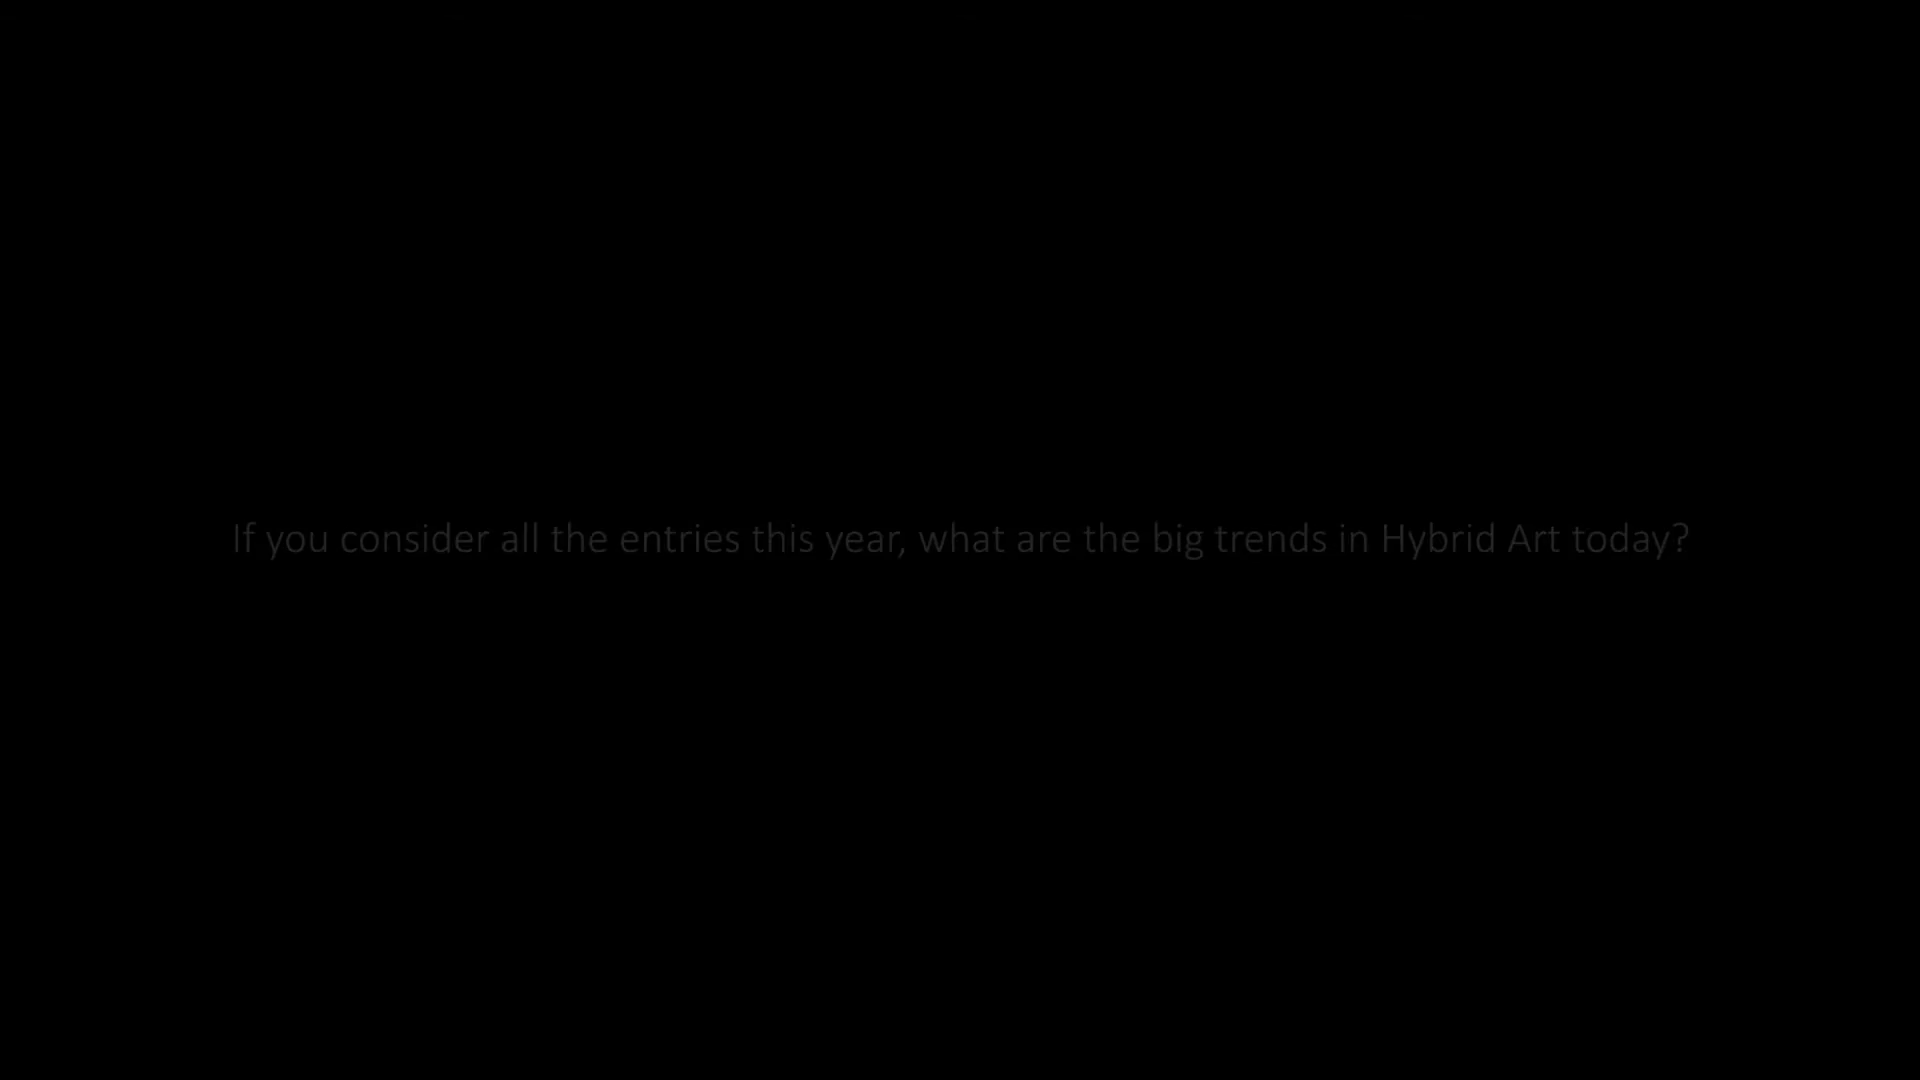 If you consider all the entries this year, what are the big trends in Hybrid Art today?